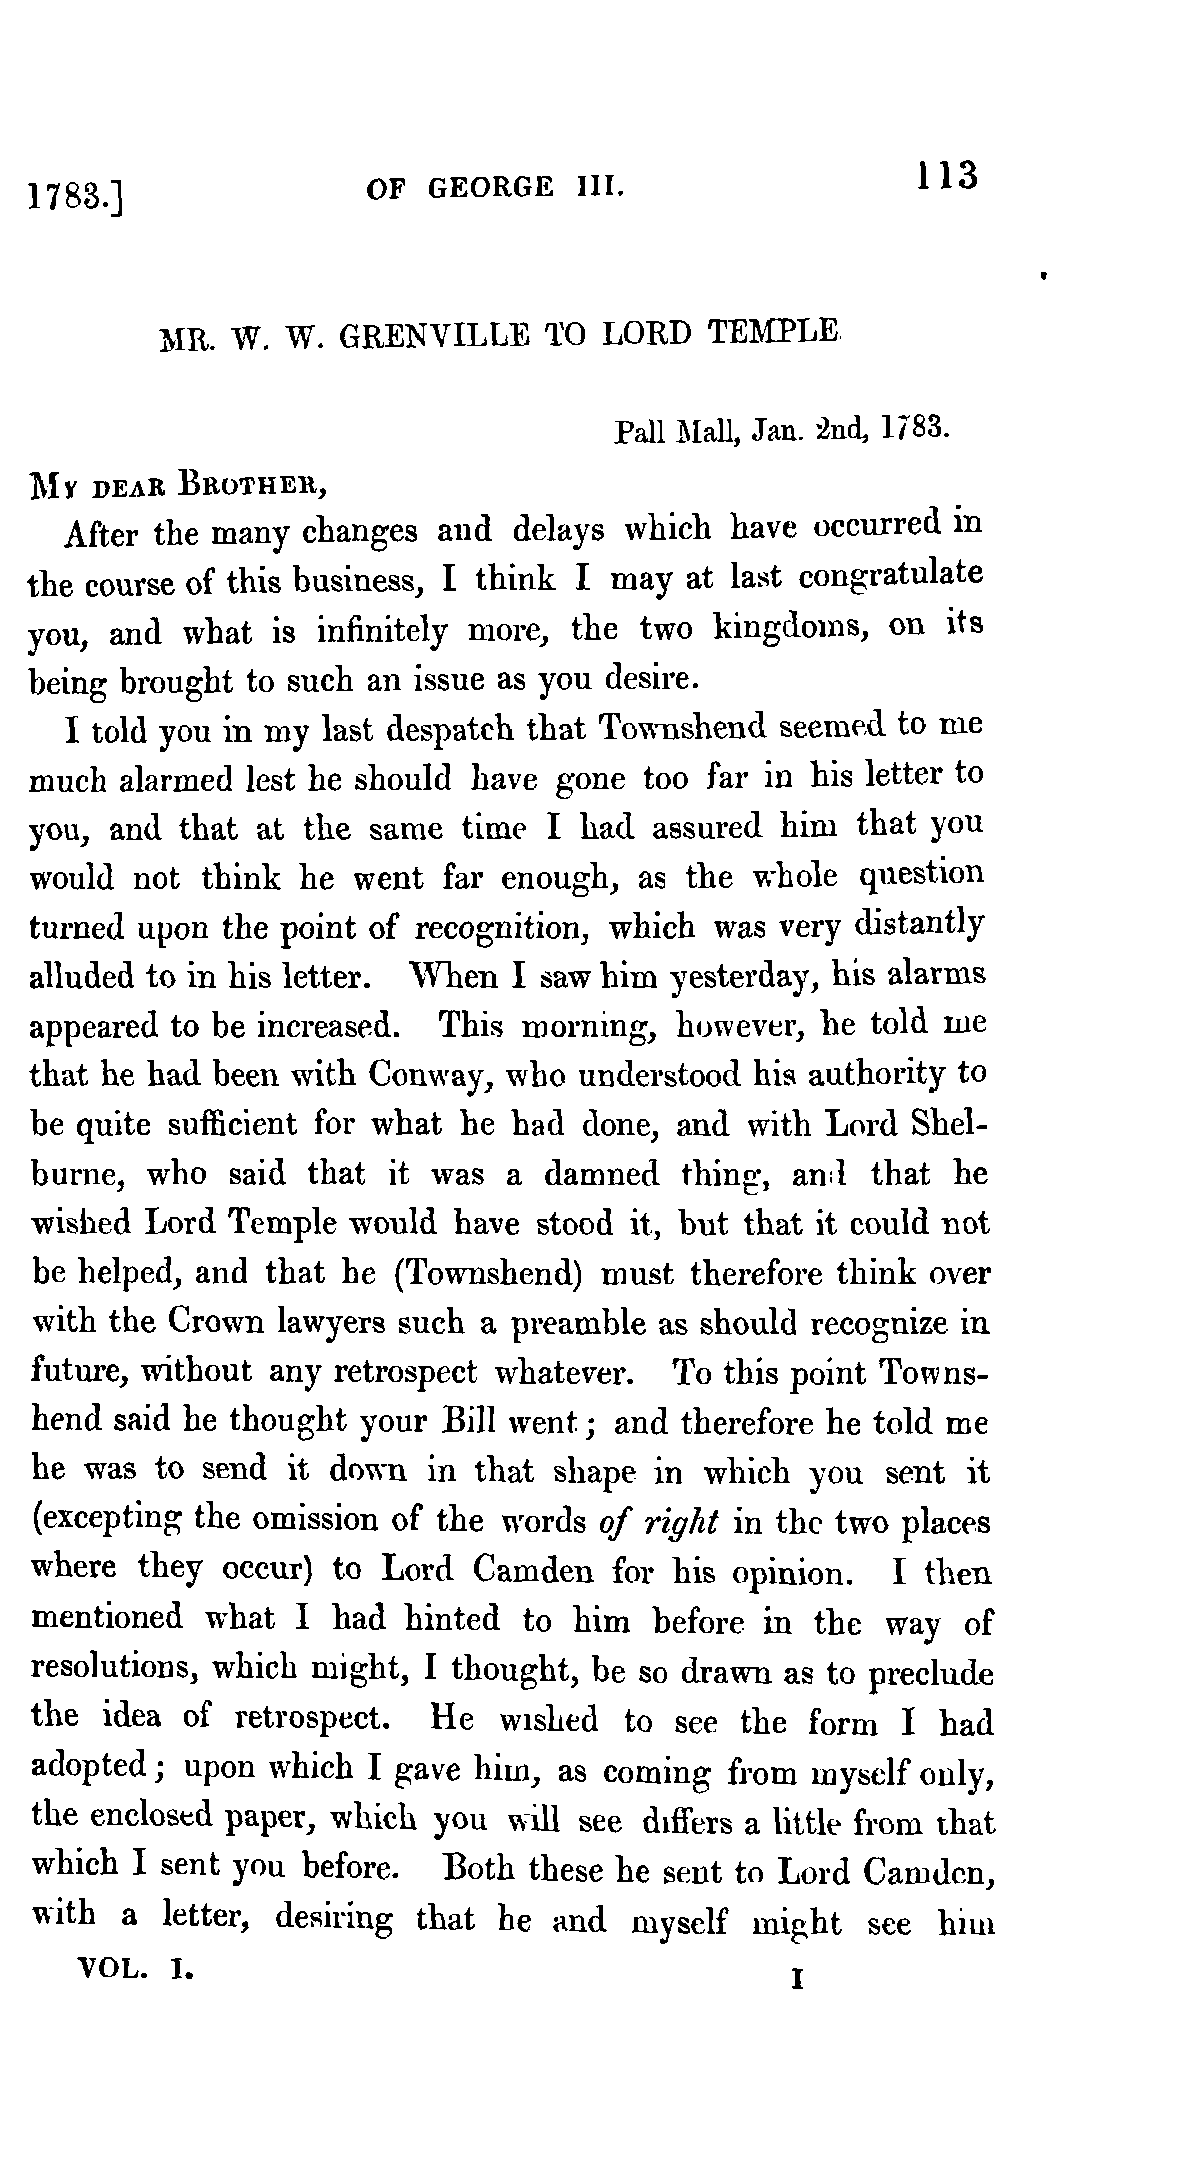 1783.] OF GEORGE III. 113
MR. W. W. GRENVILLE TO LORD TEMPLE.
Pall Mall, Jan. 2nd, 1783.
MY DEAR BROTHER,
After the many changes and delays which have occurred in
the course of this business, I think I may at last congratulate
you, and what is infinitely more, the two kingdoms, on its
being brought to such an issue as you desire.
I told you in my last despatch that Townshend seemed to me
much alarmed lest he should have gone too far in his letter to
you, and that at the same time I had assured him that you
would not think he went far enough, as the whole question
turned upon the point of recognition, which was very distantly
alluded to in his letter. When I saw him yesterday, his alarms
appeared to be increased. This morning, however, he told me
that he had been with Conway, who understood his authority to
be quite sufficient for what he had done, and with Lord Shel-
burne, who said that it was a damned thing, and that he
wished Lord Temple would have stood it, but that it could not
be helped, and that he (Townshend) must therefore think over
with the Crown lawyers such a preamble as should recognize in
future, without any retrospect whatever. To this point Towns-
hend said he thought your Bill went; and therefore he told me
he was to send it down in that shape in which you sent it
(excepting the omission of the words of right in the two places
where they occur) to Lord Camden for his opinion. I then
mentioned what I had hinted to him before in the way of
resolutions, which might, I thought, be so drawn as to preclude
the idea of retrospect. He wished to see the form I had
adopted; upon which I gave him, as coming from myself only,
the enclosed paper, which you will see differs a little from that
which I sent you before. Both these he sent to Lord Camden,
with a letter, desiring that he and myself might see him
VOL. I. I